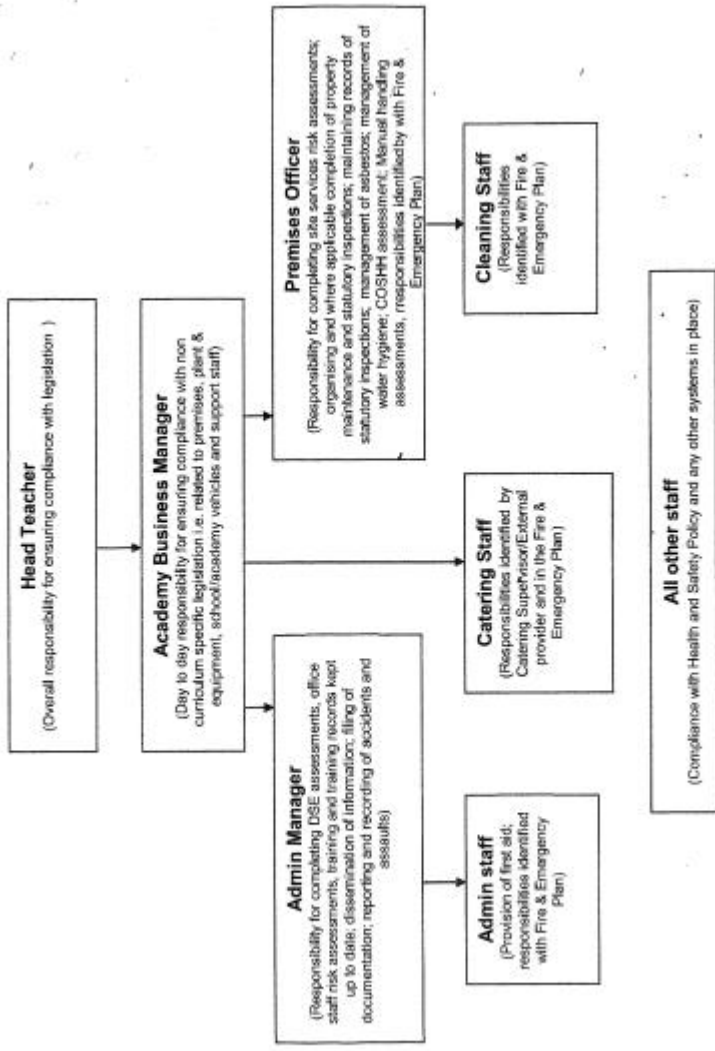 Head Teacher
(Overall responsibility for ensuring compliance with legislation )
Academy Business Manager
(Day to day responsibility for ensuring compliance with non
curriculum specific legislation i.e. related to premises, plant &
equipment, school/academy vehicles and support staff)
Admin Manager
(Responsibility for completing DSE assessments, office
staff risk assessments, training and training records kept
up to date; dissemination of information; filing of
documentation; reporting and recording of accidents and
assaults)
Premises Officer
(Responsibility for completing site services risk assessments;
organising and where applicable completion of property
maintenance and statutory inspections; maintaining records of
statutory inspections; management of asbestos; management of
water hygiene; COSHH assessment; Manual handling
assessments, rresponsibilities identifiedby with Fire &
Emergency Plan)
Admin staff
(Provision of first aid;
responsibilities identified
with Fire & Emergency
Plan)
Catering Staff
(Responsibilities identified by
Catering Supervisor/External
provider and in the Fire &
Emergency Plan)
Cleaning Staff
(Responsibilities
identified with Fire &
Emergency Plan)
All other staff
(Compliance with Health and Safety Policy and any other systems in place)